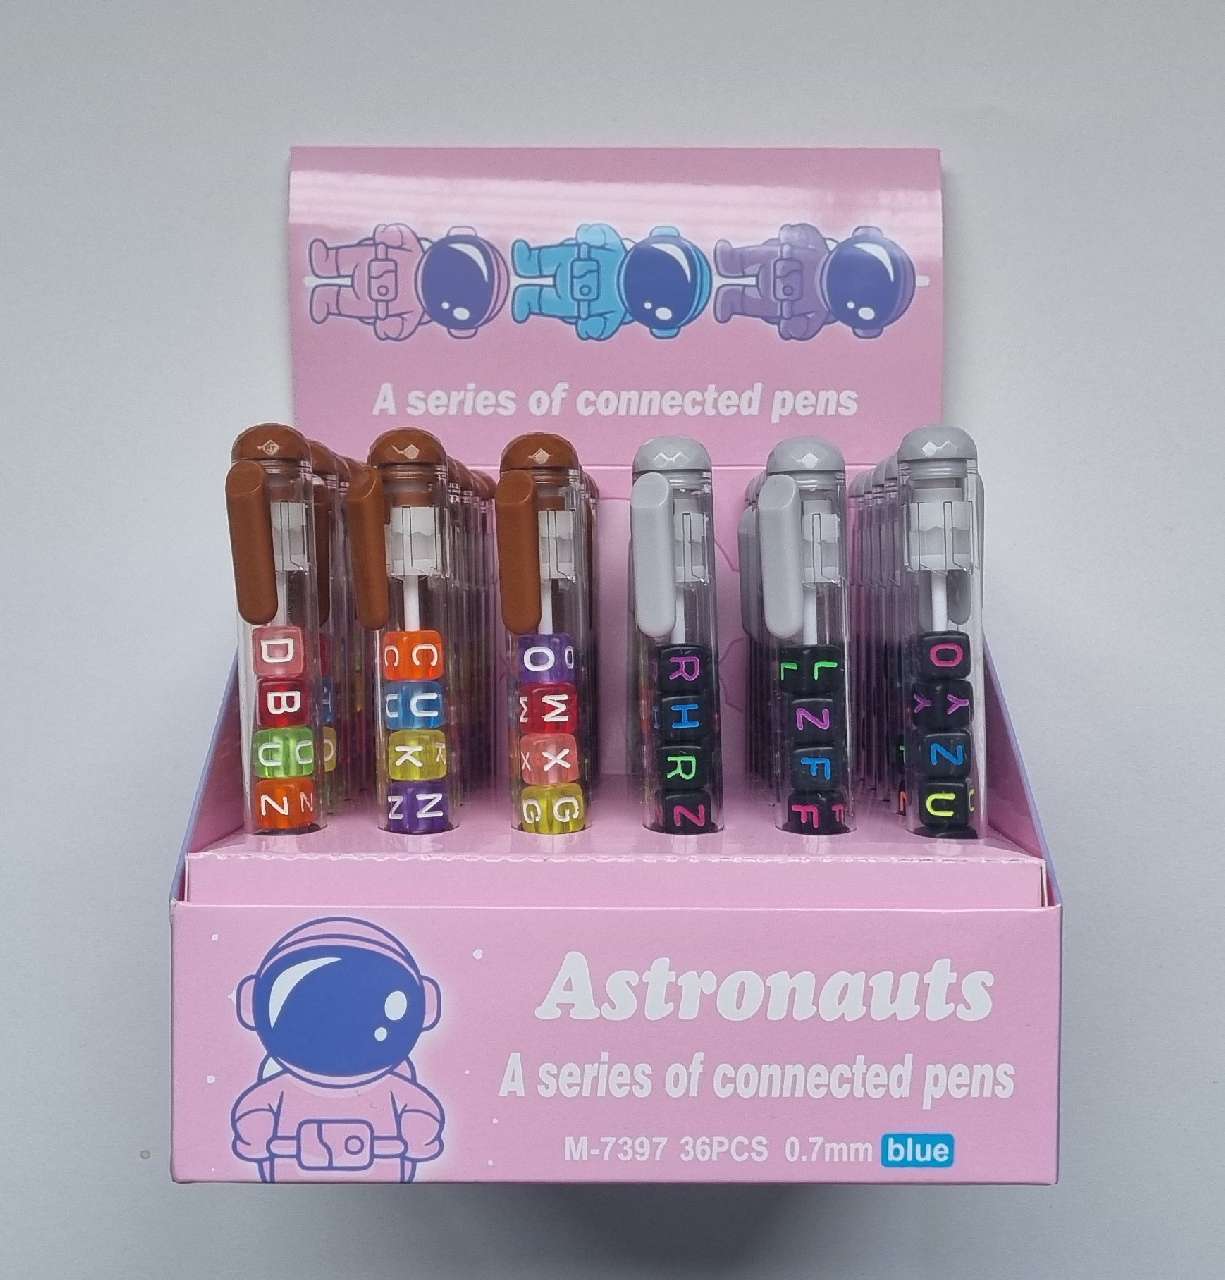 A series of connected pens
D
B
U
Z
C
U
K
N
O
W
X
G
R
H
R
Z
L
Z
F
F
O
Y
Z
U
Astronauts
A series of connected pens
M-7397 36PCS 0.7mm blue